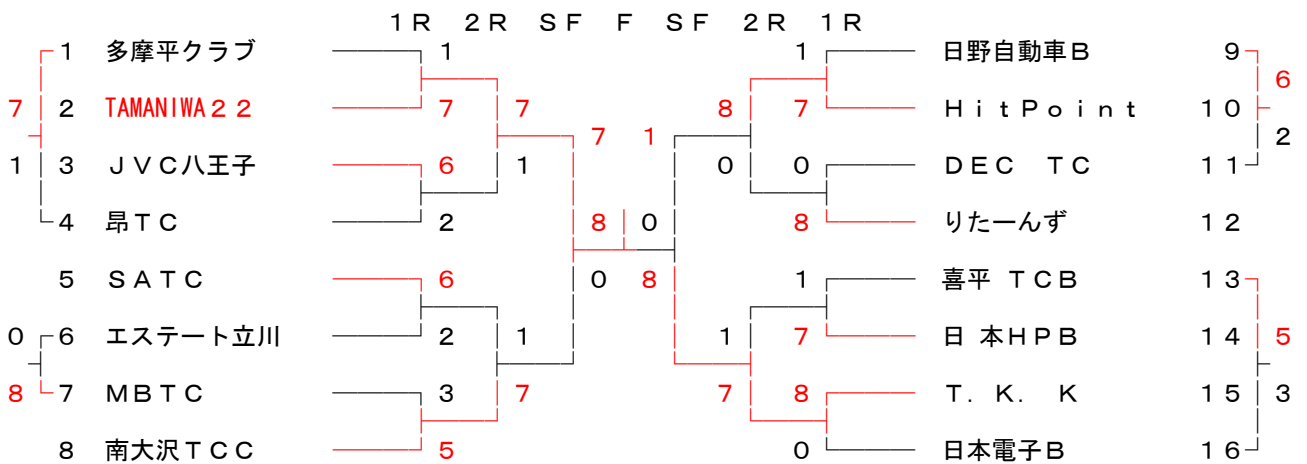 １Ｒ ２Ｒ ＳＦ Ｆ ＳＦ ２Ｒ １Ｒ
1 多摩平クラブ 1 1 日野自動車Ｂ 9
7 2 TAMANIWA２２ 7 7 8 7 ＨｉｔＰｏｉｎｔ １０ 6
7 1 2
1 3 ＪＶＣ八王子 6 1 0 0 ＤＥＣ ＴＣ １１
4 昂ＴＣ 2 8 0 8 りたーんず １２
5 ＳＡＴＣ 6 0 8 1 喜平 ＴＣＢ １３
0 6 エステート立川 2 1 1 7 日 本ＨＰＢ １４ 5
8 7 ＭＢＴＣ 3 7 7 8 Ｔ．Ｋ．Ｋ １５ 3
8 南大沢ＴＣＣ 5 0 日本電子Ｂ １６